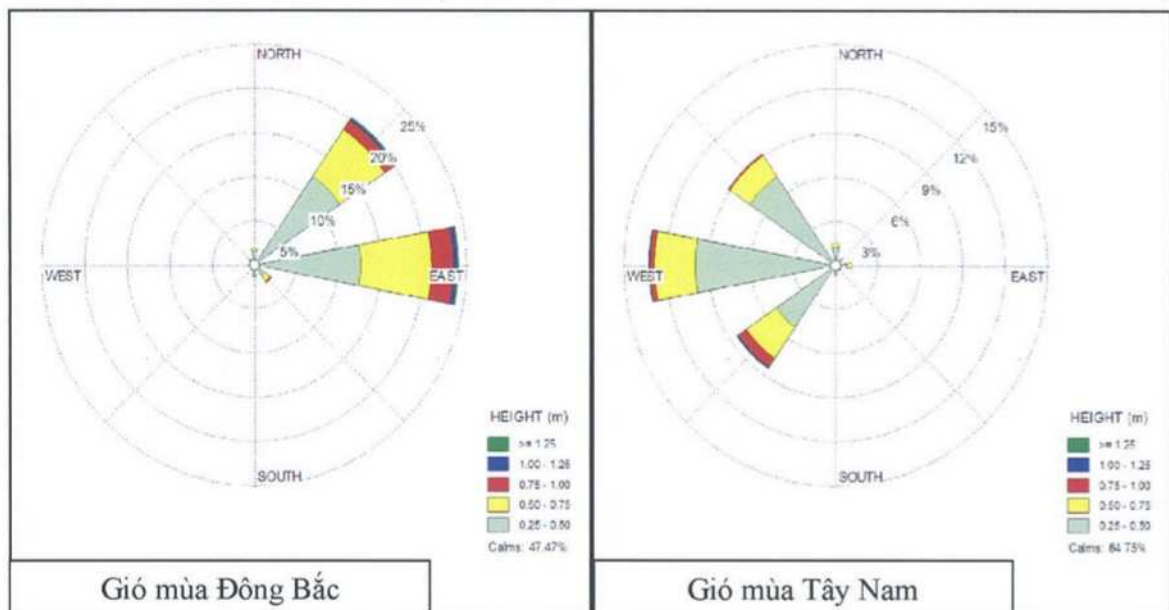 NORTH
25%
20%
15%
10%
5%
WEST
EAST
SOUTH
HEIGHT (m)
>= 1.25
1.00 - 1.25
0.75 - 1.00
0.50 - 0.75
0.25 - 0.50
Calms: 47.47%
Gió mùa Đông Bắc
NORTH
15%
12%
9%
6%
3%
WEST
EAST
SOUTH
HEIGHT (m)
>= 1.25
1.00 - 1.25
0.75 - 1.00
0.50 - 0.75
0.25 - 0.50
Calms: 64.75%
Gió mùa Tây Nam